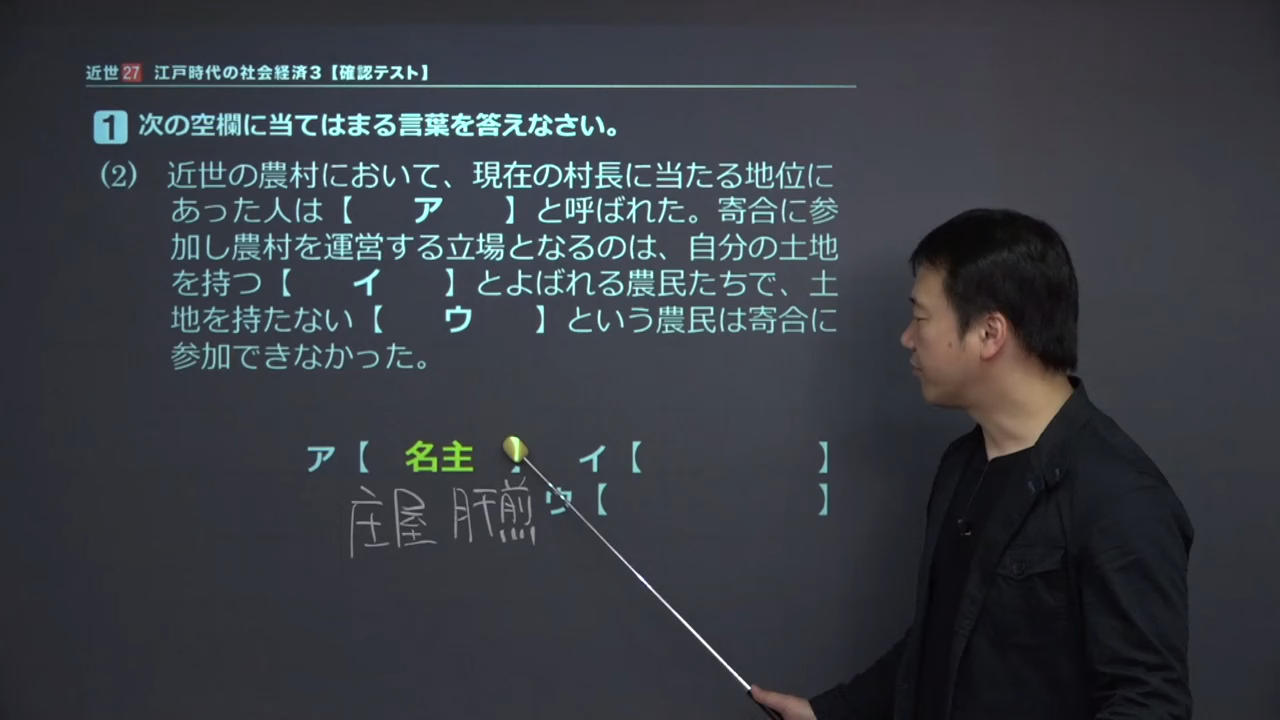 近世27 江戸時代の社会経済3【確認テスト】
1 次の空欄に当てはまる言葉を答えなさい。
(2) 近世の農村において、現在の村長に当たる地位に
あった人は【 ア 】と呼ばれた。寄合に参
加し農村を運営する立場となるのは、自分の土地
を持つ【 イ 】とよばれる農民たちで、土
地を持たない【 ウ 】という農民は寄合に
参加できなかった。
ア【 名主 】 イ【 】
庄屋 肝煎 ウ【 】